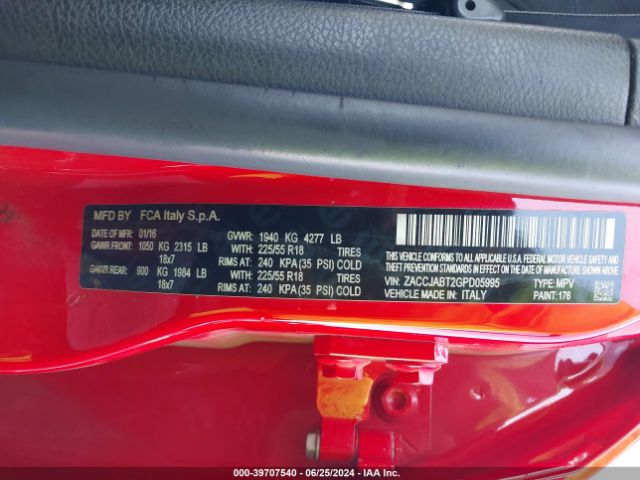 MFD BY FCA Italy S.p.A.
DATE OF MFR 01/16 GVWR: 1940 KG 4277 LB
GAWR FRONT: 1050 KG 2315 LB WITH: 225/55 R18 TIRES
18x7 RIMS AT: 240 KPA (35 PSI) COLD
GAWR REAR: 900 KG 1984 LB WITH: 225/55 R18 TIRES
18x7 RIMS AT: 240 KPA (35 PSI) COLD
THIS VEHICLE CONFORMS TO ALL APPLICABLE U.S.A. FEDERAL MOTOR VEHICLE
SAFETY, BUMPER, AND THEFT PREVENTION STANDARDS IN EFFECT ON THE DATE OF MANUFACTURE SHOWN ABOVE.
VIN: ZACCJABT2GPD05995 TYPE: MPV
VEHICLE MADE IN: ITALY PAINT: 176
000-39707540 - 06/25/2024 - IAA Corp.